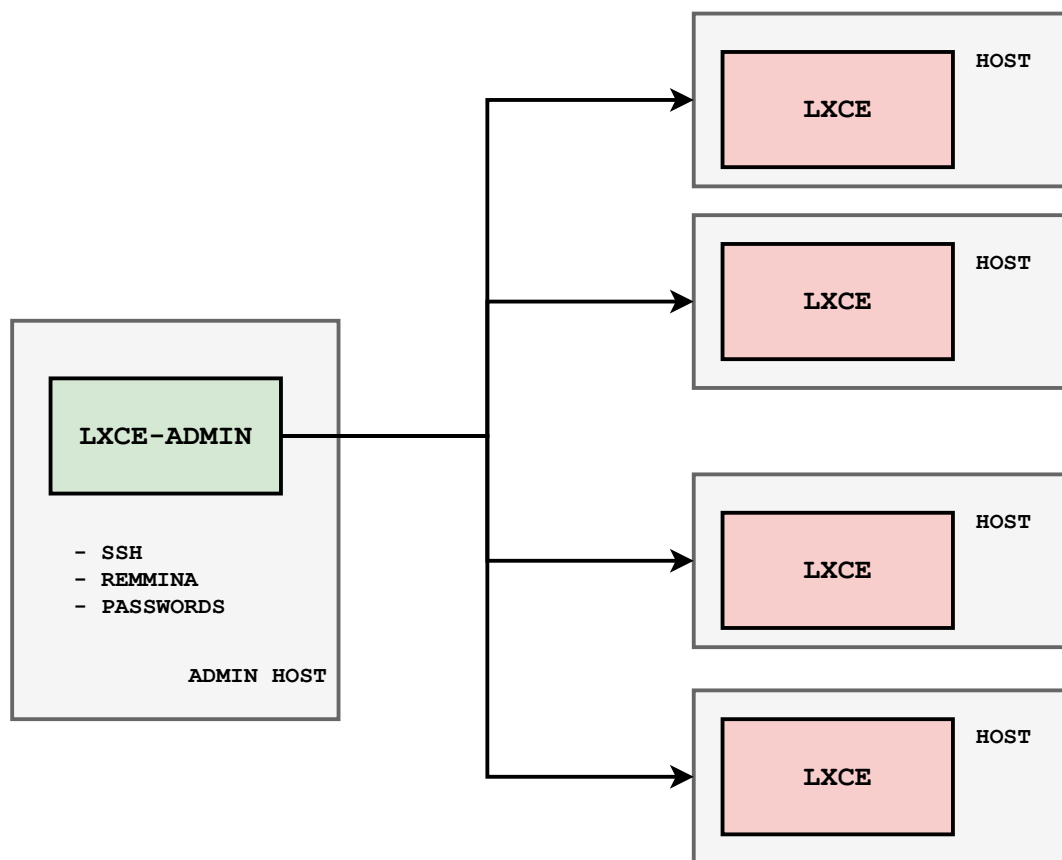 HOST
LXCE
HOST
LXCE
LXCE-ADMIN
- SSH
- REMMINA
- PASSWORDS
ADMIN HOST
HOST
LXCE
HOST
LXCE